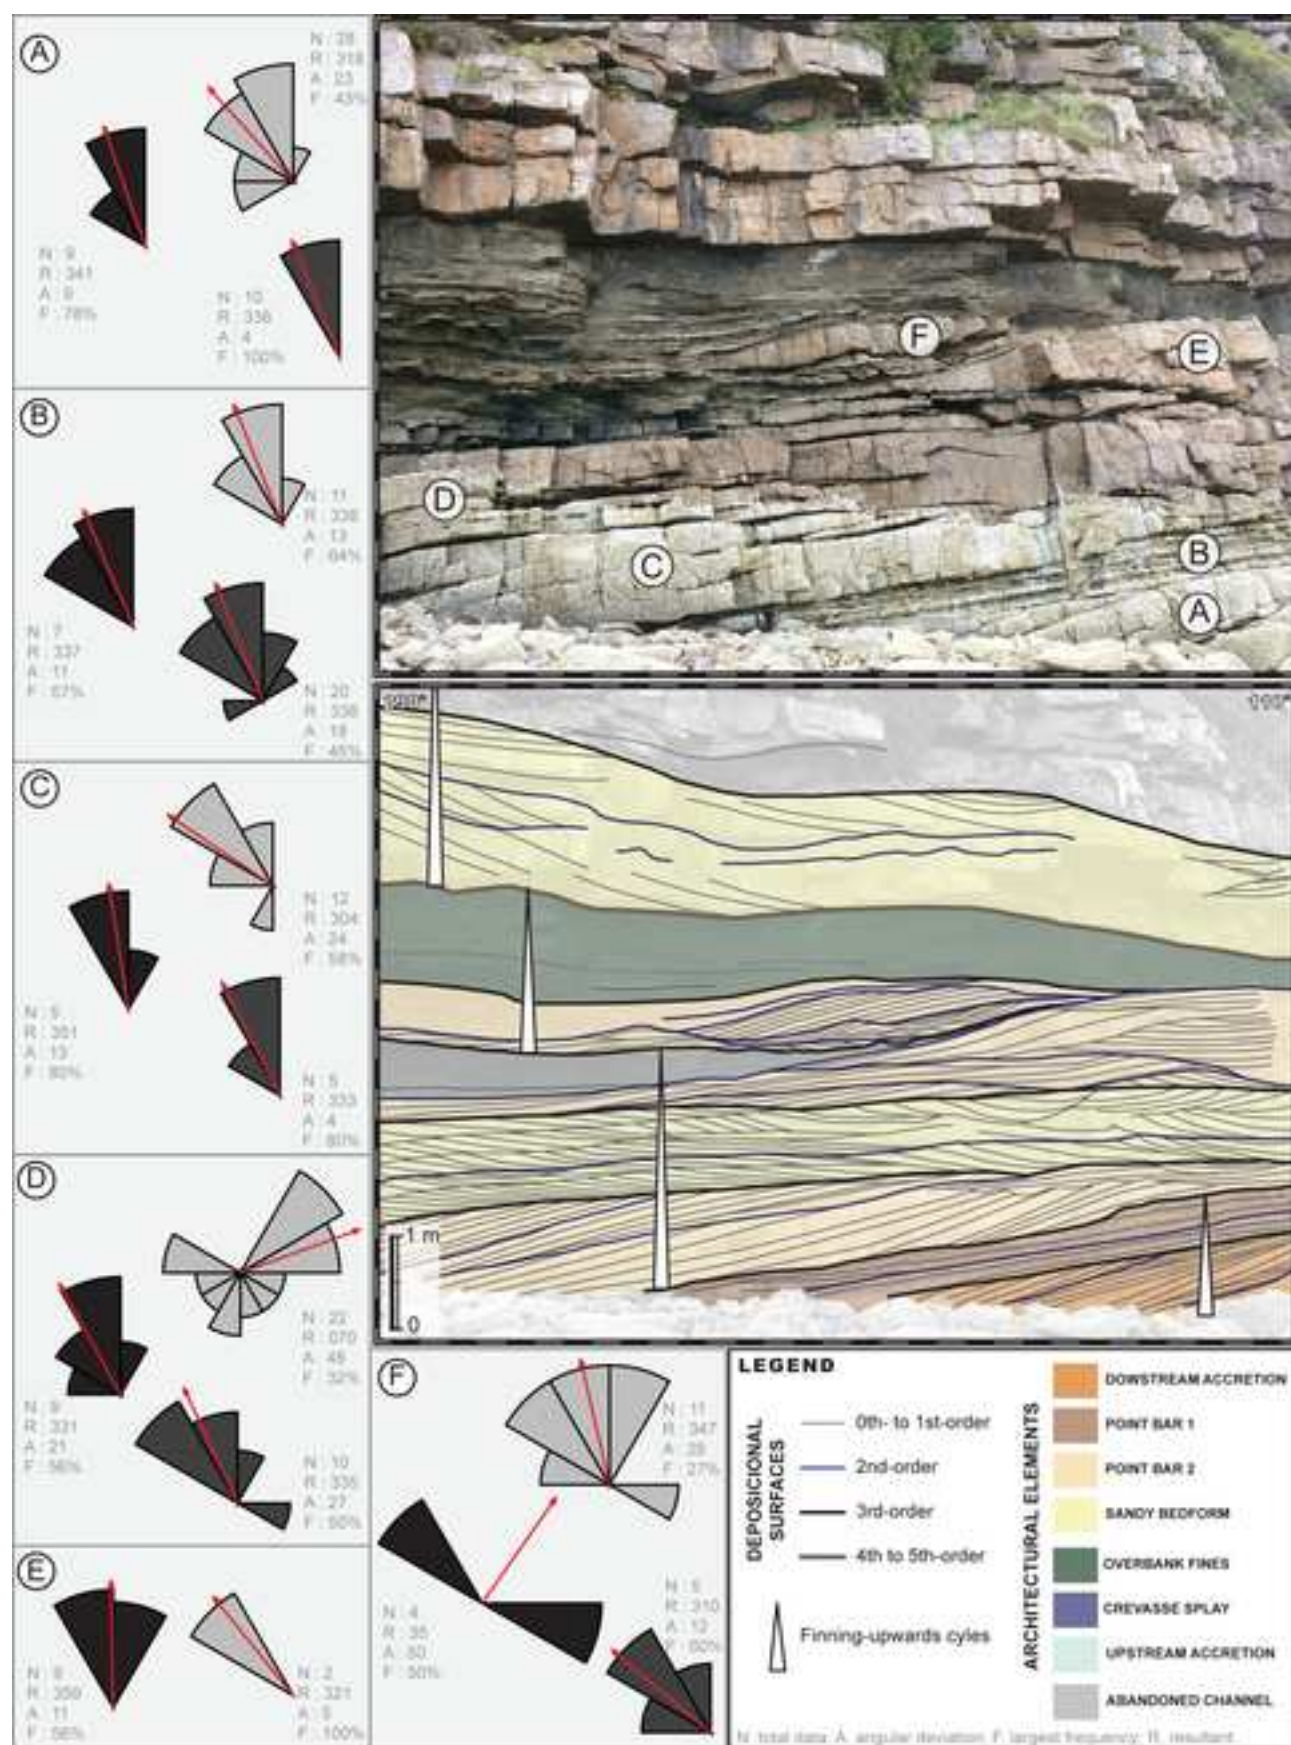 A
N : 28
R : 318
A : 23
F : 43%
N : 9
R : 341
A : 9
F : 78%
N : 10
R : 336
A : 4
F : 100%
B
N : 11
R : 336
A : 13
F : 64%
N : 7
R : 337
A : 11
F : 57%
N : 20
R : 336
A : 18
F : 45%
C
N : 12
R : 304
A : 24
F : 58%
N : 5
R : 351
A : 13
F : 80%
N : 5
R : 333
A : 4
F : 80%
D
N : 22
R : 070
A : 48
F : 32%
N : 9
R : 331
A : 21
F : 56%
N : 10
R : 335
A : 27
F : 50%
E
N : 9
R : 359
A : 11
F : 56%
N : 2
R : 321
A : 5
F : 100%
F
E
D
C
B
A
1 m
0
F
N : 11
R : 347
A : 28
F : 27%
N : 4
R : 35
A : 50
F : 50%
N : 5
R : 310
A : 12
F : 60%
LEGEND
DEPOSICIONAL SURFACES
0th- to 1st-order
2nd-order
3rd-order
4th to 5th-order
Finning-upwards cyles
ARCHITECTURAL ELEMENTS
DOWSTREAM ACCRETION
POINT BAR 1
POINT BAR 2
SANDY BEDFORM
OVERBANK FINES
CREVASSE SPLAY
UPSTREAM ACCRETION
ABANDONED CHANNEL
N: total data; A: angular deviation; F: largest frequency; R: resultant